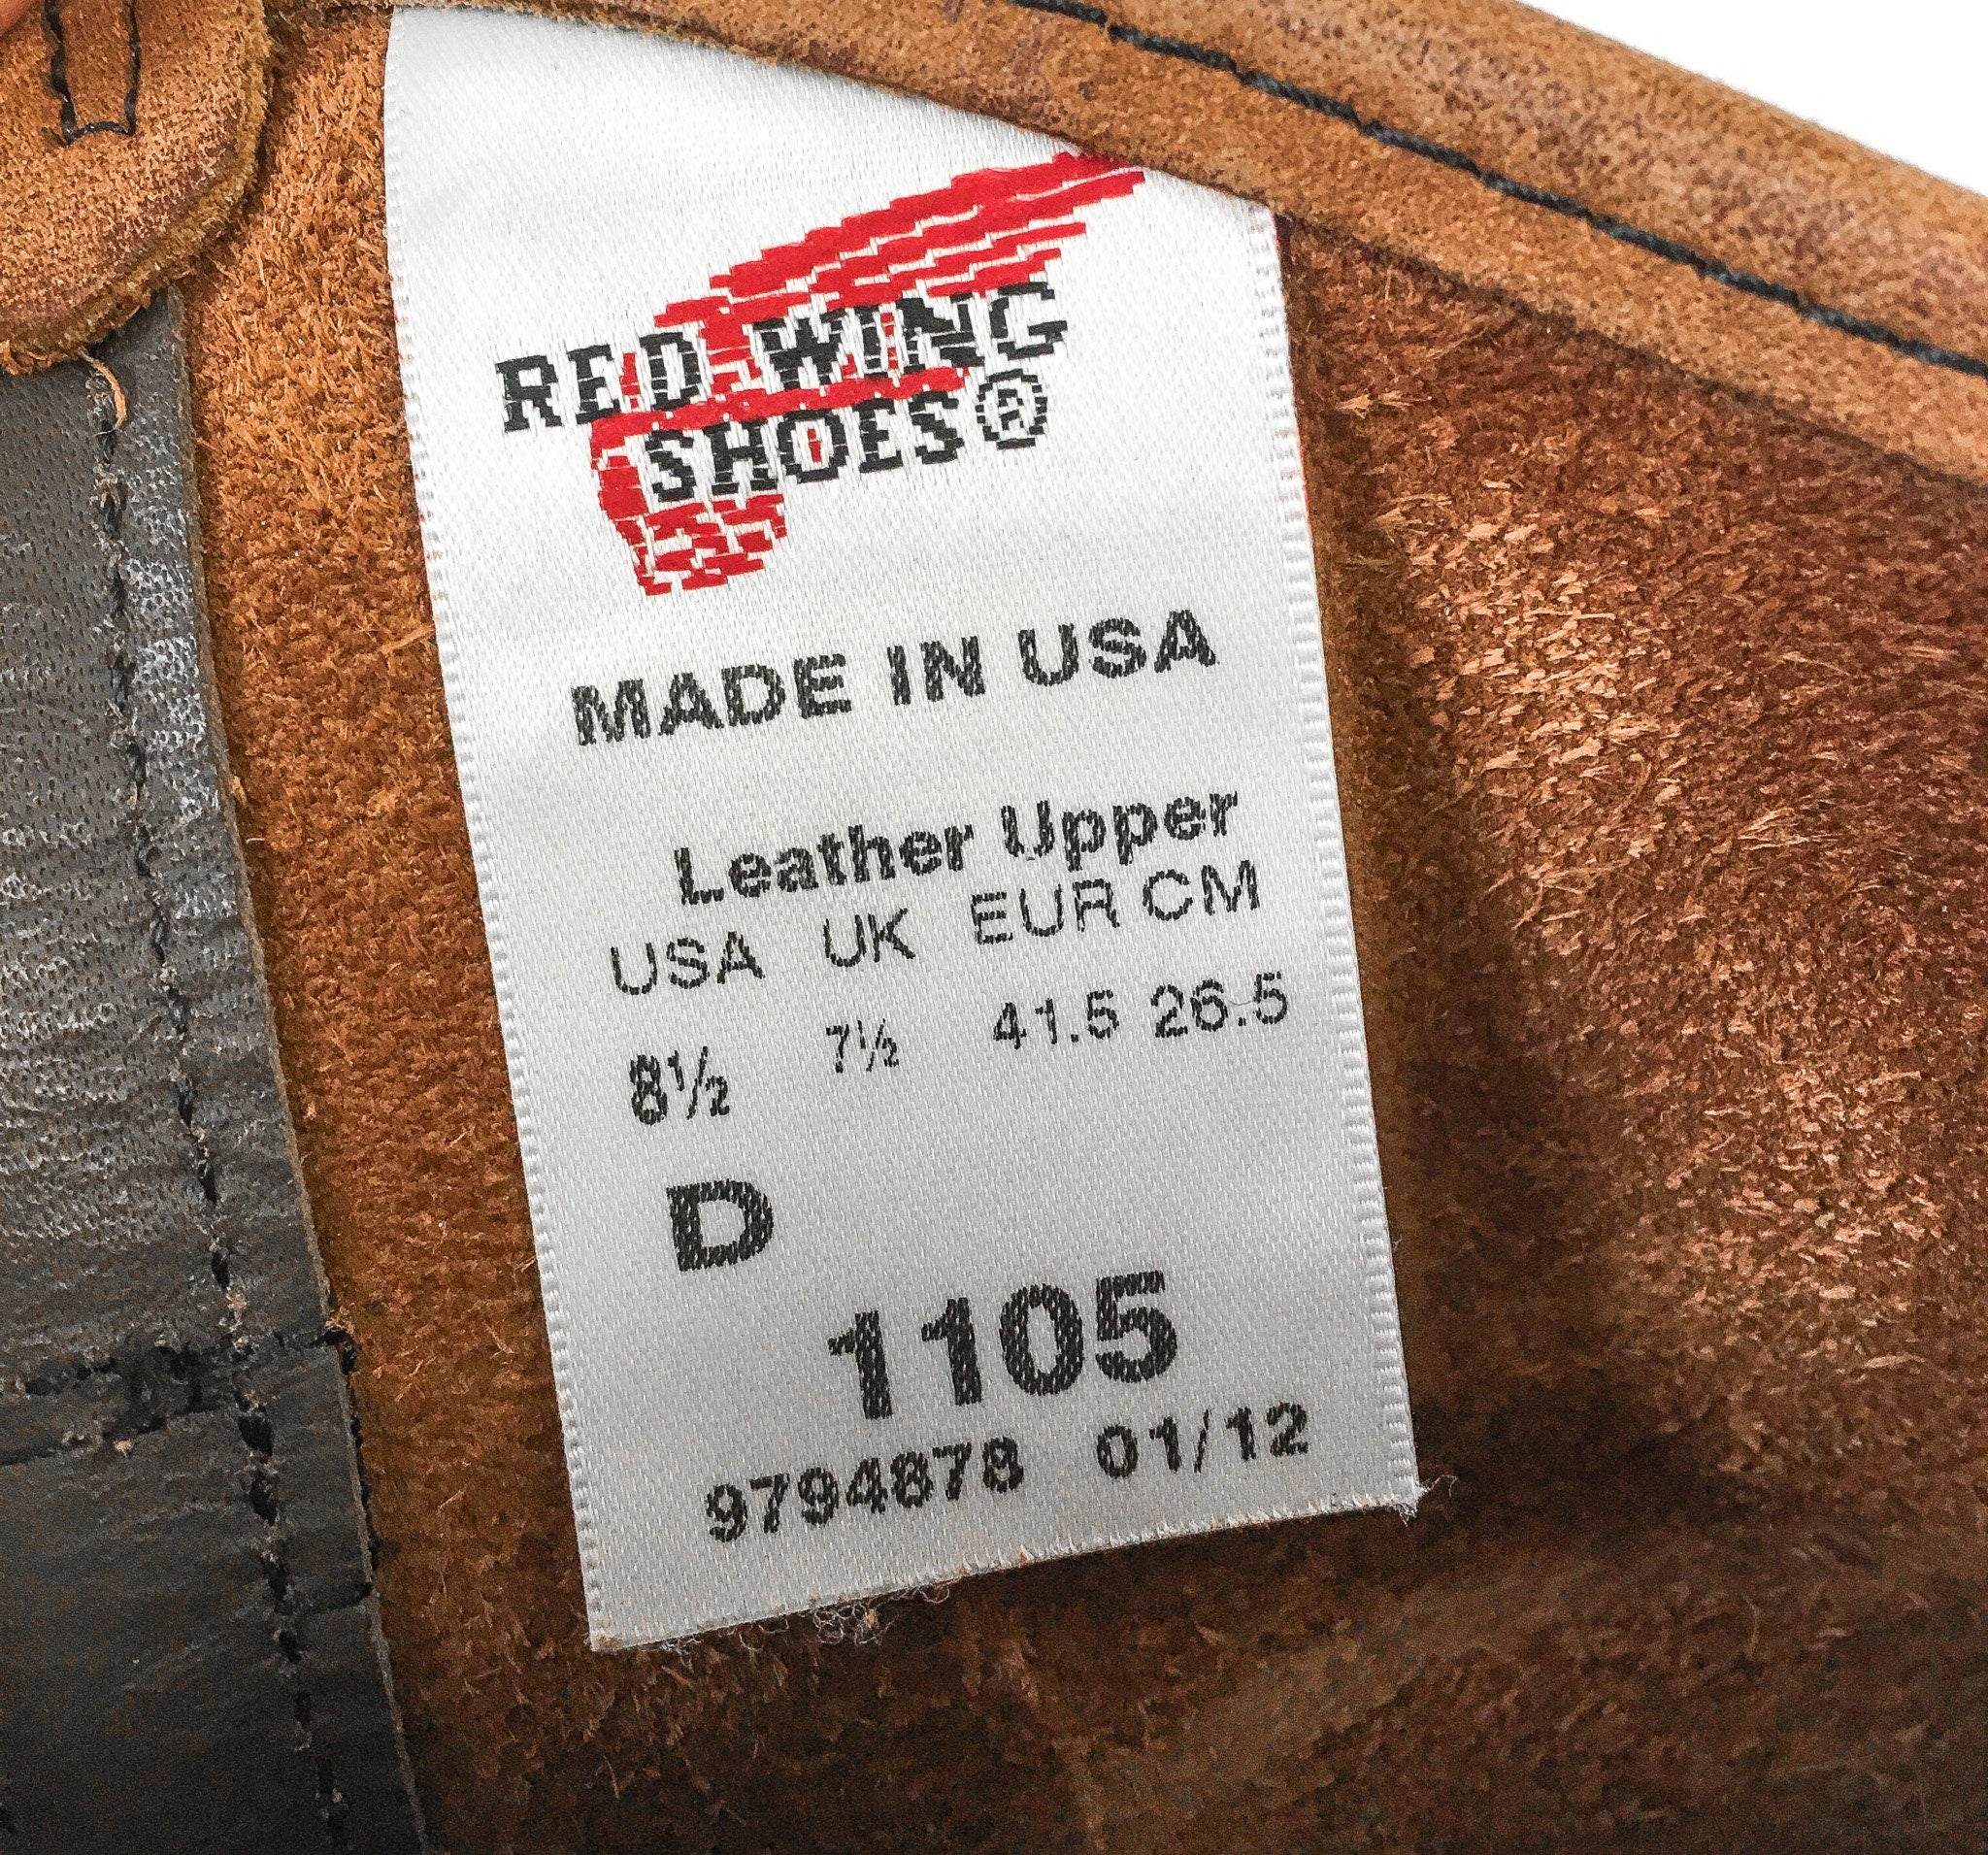 RED WING
SHOES®
MADE IN USA
Leather Upper
USA UK EUR CM
8½ 7½ 41.5 26.5
D
1105
9794878 01/12